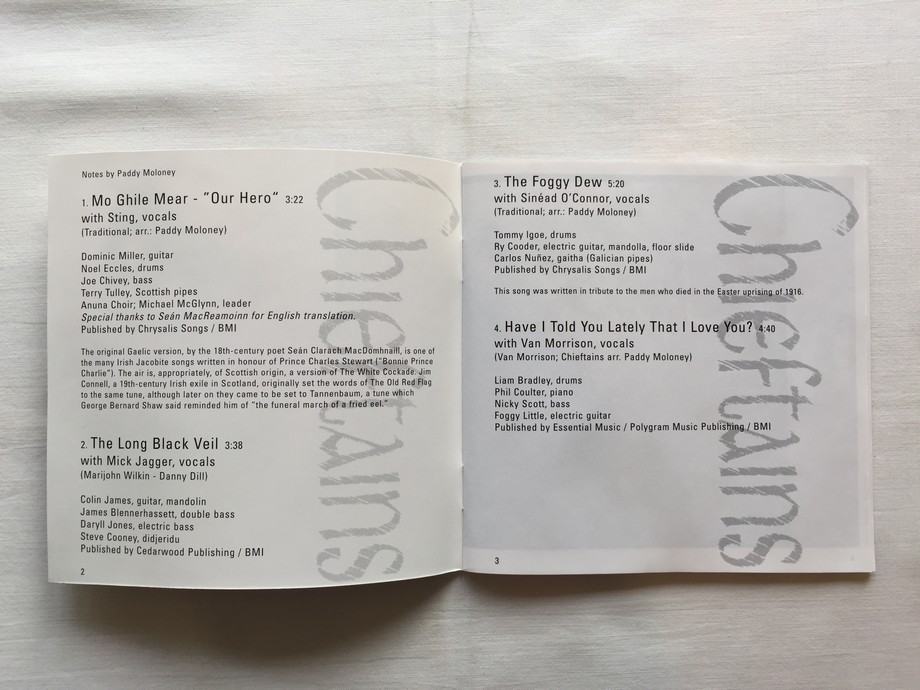 Notes by Paddy Moloney
1. Mo Ghile Mear - "Our Hero" 3:22
with Sting, vocals
(Traditional; arr.: Paddy Moloney)
Dominic Miller, guitar
Noel Eccles, drums
Joe Chivey, bass
Terry Tulley, Scottish pipes
Anuna Choir; Michael McGlynn, leader
Special thanks to Seán MacReamoinn for English translation.
Published by Chrysalis Songs / BMI
The original Gaelic version, by the 18th-century poet Seán Clarach MacDomhnaill, is one of
the many Irish Jacobite songs written in honour of Prince Charles Stewart ("Bonnie Prince
Charlie"). The air is, appropriately, of Scottish origin, a version of The White Cockade. Jim
Connell, a 19th-century Irish exile in Scotland, originally set the words of The Old Red Flag
to the same tune, although later on they came to be set to Tannenbaum, a tune which
George Bernard Shaw said reminded him of "the funeral march of a fried eel."
2. The Long Black Veil 3:38
with Mick Jagger, vocals
(Marijohn Wilkin - Danny Dill)
Colin James, guitar, mandolin
James Blennerhassett, double bass
Daryll Jones, electric bass
Steve Cooney, didjeridu
Published by Cedarwood Publishing / BMI
2
Chieftains
3. The Foggy Dew 5:20
with Sinéad O'Connor, vocals
(Traditional; arr.: Paddy Moloney)
Tommy Igoe, drums
Ry Cooder, electric guitar, mandolla, floor slide
Carlos Nuñez, gaitha (Galician pipes)
Published by Chrysalis Songs / BMI
This song was written in tribute to the men who died in the Easter uprising of 1916.
4. Have I Told You Lately That I Love You? 4:40
with Van Morrison, vocals
(Van Morrison; Chieftains arr. Paddy Moloney)
Liam Bradley, drums
Phil Coulter, piano
Nicky Scott, bass
Foggy Little, electric guitar
Published by Essential Music / Polygram Music Publishing / BMI
3
Chieftains